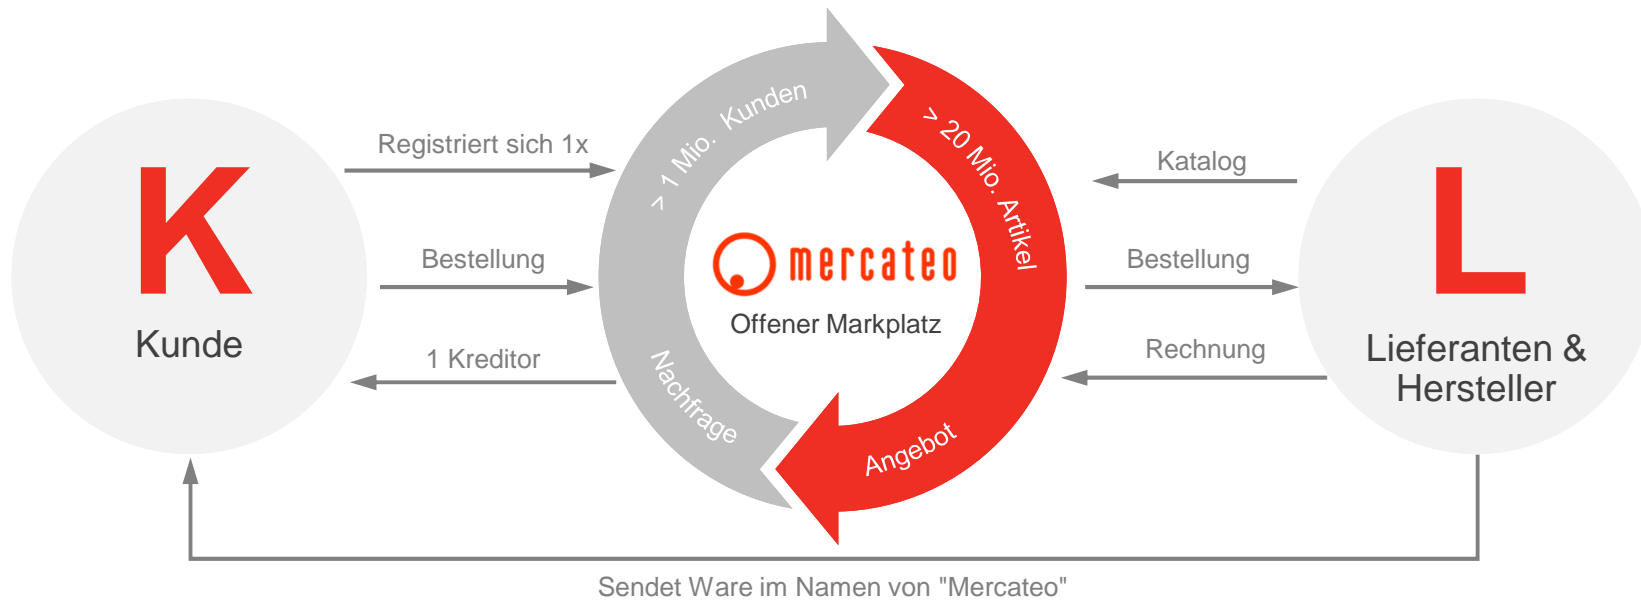 K
Kunde
Registriert sich 1x
Bestellung
1 Kreditor
> 1 Mio. Kunden
Nachfrage
mercateo
Offener Markplatz
> 20 Mio. Artikel
Angebot
Katalog
Bestellung
Rechnung
L
Lieferanten &
Hersteller
Sendet Ware im Namen von "Mercateo"